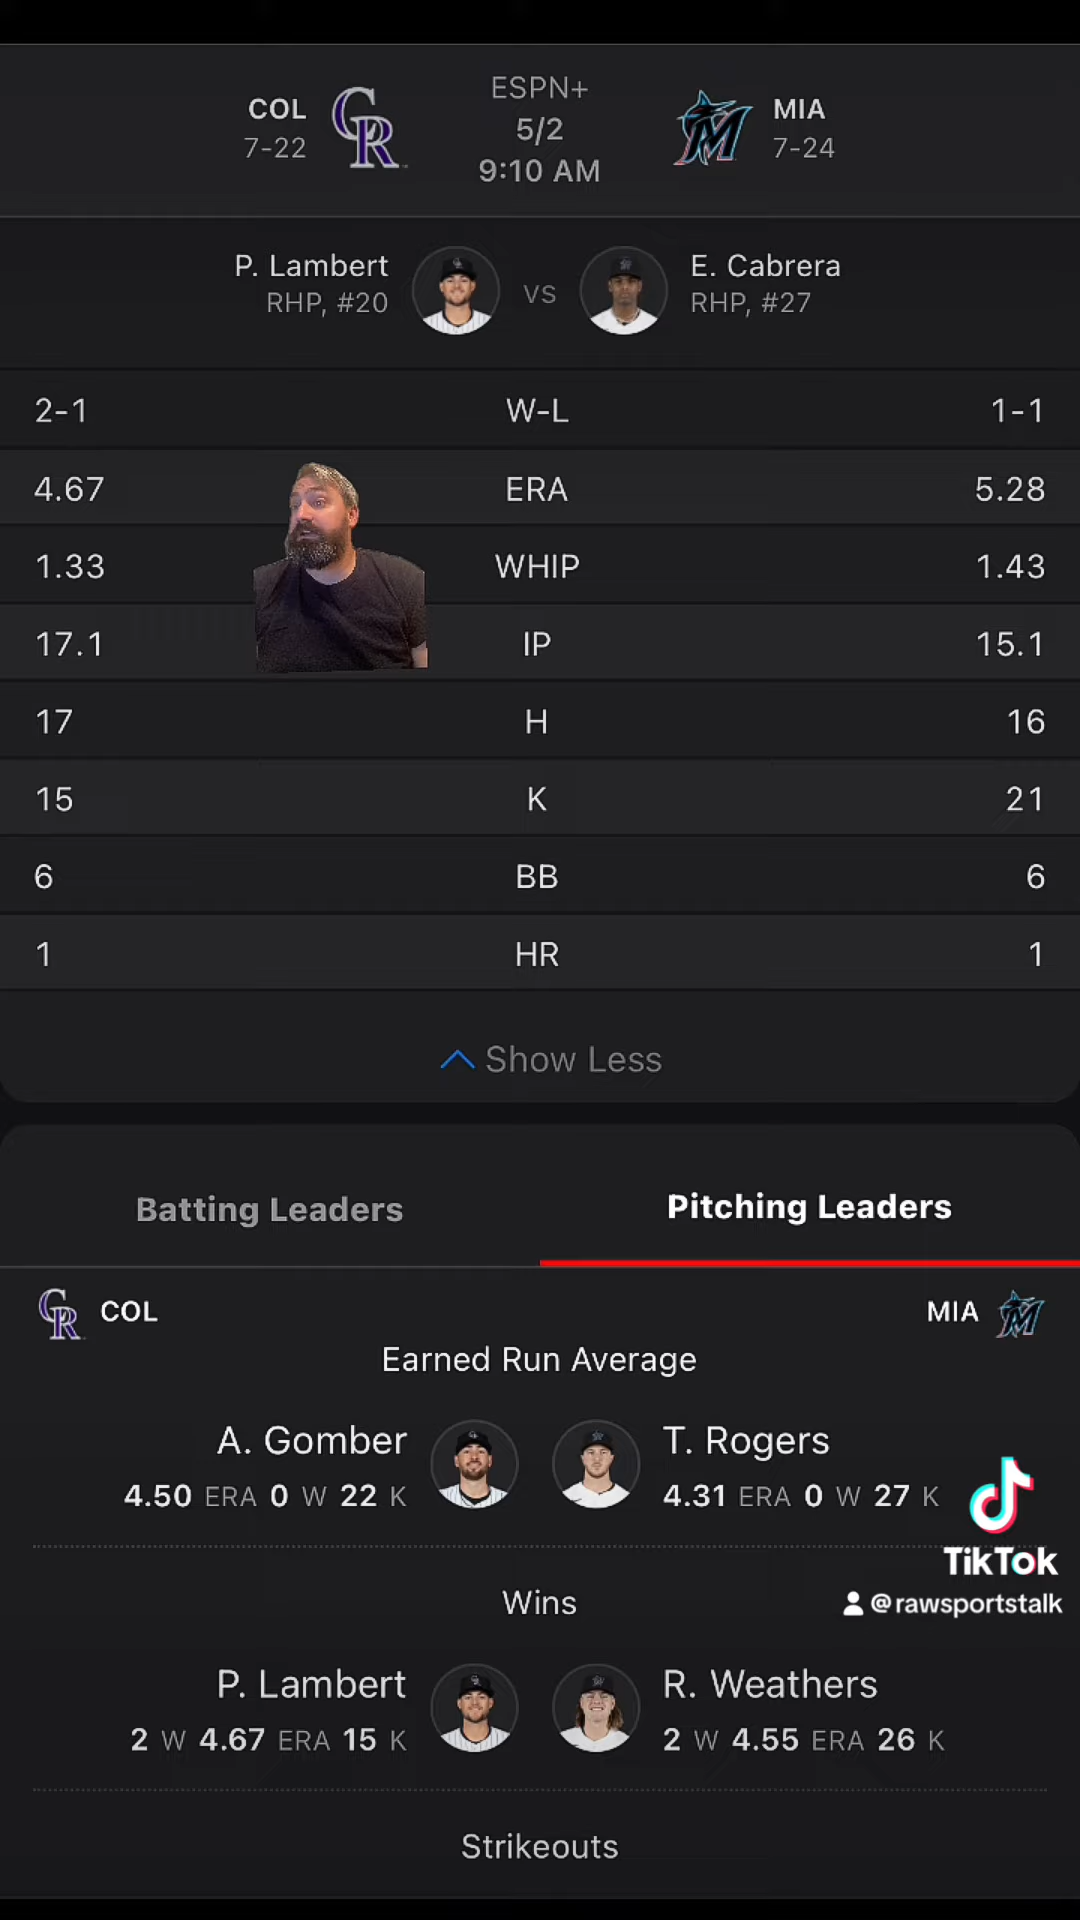 ESPN+
COL
5/2
MIA
7-22
7-24
9:10 AM
P. Lambert
RHP, #20
VS
E. Cabrera
RHP, #27
2-1 W-L 1-1
4.67 ERA 5.28
1.33 WHIP 1.43
17.1 IP 15.1
17 H 16
15 K 21
6 BB 6
1 HR 1
Show Less
Batting Leaders Pitching Leaders
COL MIA
Earned Run Average
A. Gomber T. Rogers
4.50 ERA 0 W 22 K 4.31 ERA 0 W 27 K
TikTok
@rawsportstalk
Wins
P. Lambert R. Weathers
2 W 4.67 ERA 15 K 2 W 4.55 ERA 26 K
Strikeouts